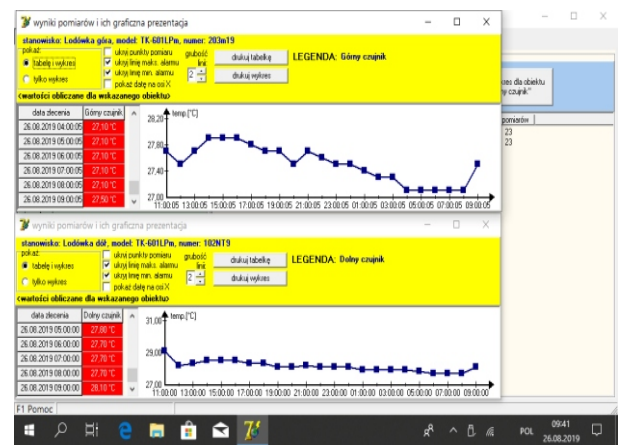 wyniki pomiarów i ich graficzna prezentacja
stanowisko: Lodówka góra, model: TK-601LPm, numer: 203m19
pokaż:
tabelę i wykres
tylko wykres
ukryj punkty pomiaru
ukryj linię maks. alarmu
ukryj linię min. alarmu
pokaż datę na osi X
grubość
linii:
2
drukuj tabelkę
drukuj wykres
LEGENDA: Górny czujnik
<wartości obliczane dla wskazanego obiektu>
data zlecenia Górny czujnik
26.08.2019 04:00:05 27,10 °C
26.08.2019 05:00:05 27,10 °C
26.08.2019 06:00:05 27,10 °C
26.08.2019 07:00:05 27,10 °C
26.08.2019 08:00:05 27,10 °C
26.08.2019 09:00:05 27,50 °C
temp.[°C]
28,20
27,80
27,40
27,00
11:00:05 13:00:05 15:00:05 17:00:05 19:00:05 21:00:05 23:00:05 01:00:05 03:00:05 05:00:05 07:00:05 09:00:05
res dla obiektu
y czujnik"
pomiarów
23
23
wyniki pomiarów i ich graficzna prezentacja
stanowisko: Lodówka dół, model: TK-601LPm, numer: 102NT9
pokaż:
tabelę i wykres
tylko wykres
ukryj punkty pomiaru
ukryj linię maks. alarmu
ukryj linię min. alarmu
pokaż datę na osi X
grubość
linii:
2
drukuj tabelkę
drukuj wykres
LEGENDA: Dolny czujnik
<wartości obliczane dla wskazanego obiektu>
data zlecenia Dolny czujnik
26.08.2019 05:00:00 27,80 °C
26.08.2019 06:00:00 27,70 °C
26.08.2019 07:00:00 27,70 °C
26.08.2019 08:00:00 27,70 °C
26.08.2019 09:00:00 28,10 °C
temp.[°C]
31,00
29,00
27,00
11:00:00 13:00:00 15:00:00 17:00:00 19:00:00 21:00:00 23:00:00 01:00:00 03:00:00 05:00:00 07:00:00 09:00:00
F1 Pomoc
POL
09:41
26.08.2019